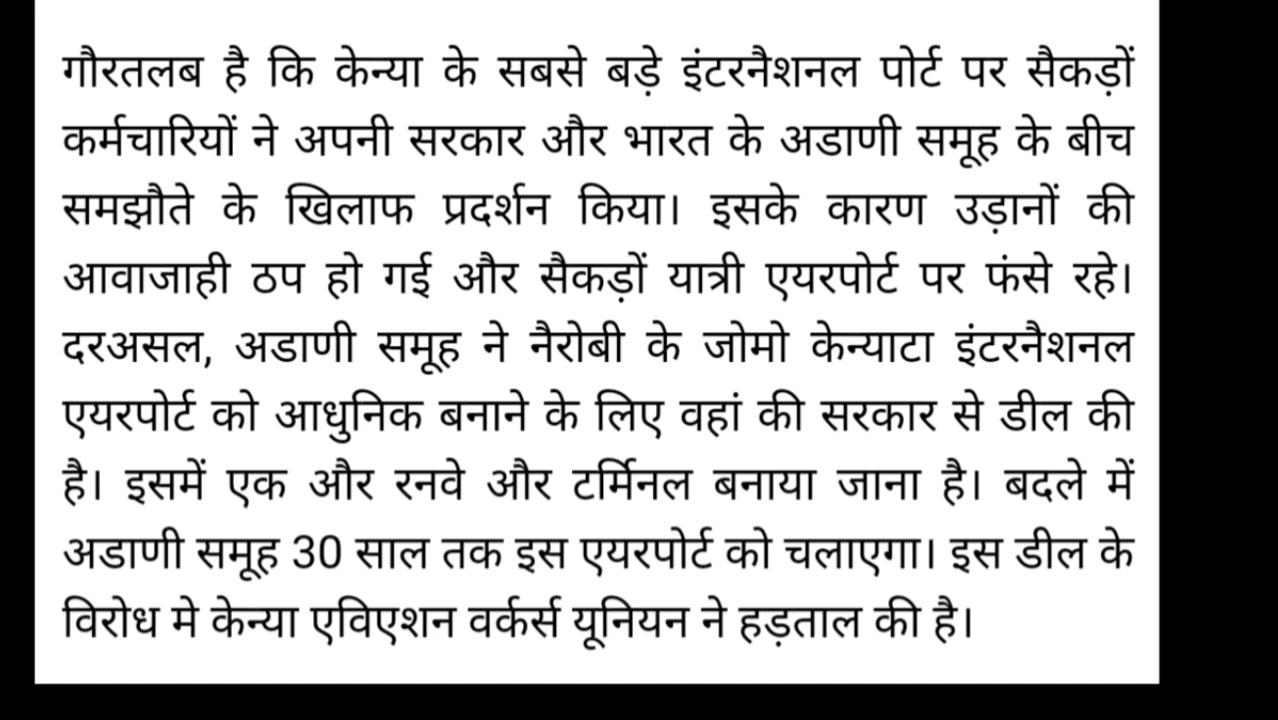 गौरतलब है कि केन्या के सबसे बड़े इंटरनैशनल पोर्ट पर सैकड़ों
कर्मचारियों ने अपनी सरकार और भारत के अडाणी समूह के बीच
समझौते के खिलाफ प्रदर्शन किया। इसके कारण उड़ानों की
आवाजाही ठप हो गई और सैकड़ों यात्री एयरपोर्ट पर फंसे रहे।
दरअसल, अडाणी समूह ने नैरोबी के जोमो केन्याटा इंटरनैशनल
एयरपोर्ट को आधुनिक बनाने के लिए वहां की सरकार से डील की
है। इसमें एक और रनवे और टर्मिनल बनाया जाना है। बदले में
अडाणी समूह 30 साल तक इस एयरपोर्ट को चलाएगा। इस डील के
विरोध मे केन्या एविएशन वर्कर्स यूनियन ने हड़ताल की है।